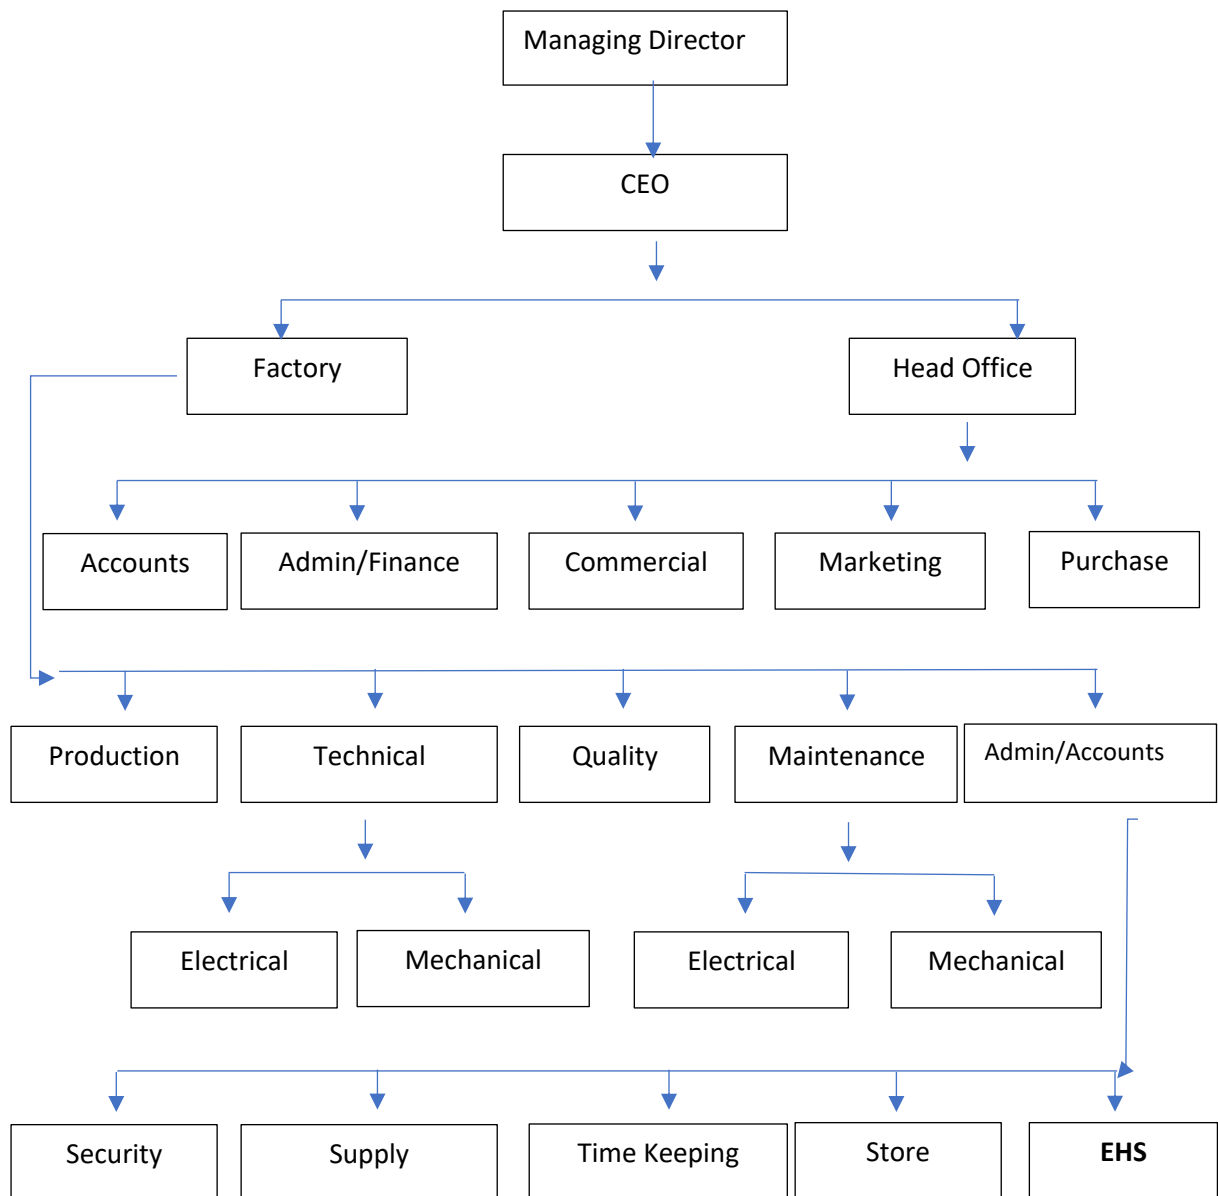 Managing Director
CEO
Factory
Head Office
Accounts
Admin/Finance
Commercial
Marketing
Purchase
Production
Technical
Quality
Maintenance
Admin/Accounts
Electrical
Mechanical
Electrical
Mechanical
Security
Supply
Time Keeping
Store
EHS